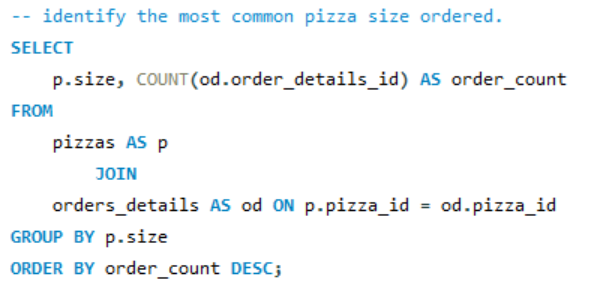 -- identify the most common pizza size ordered.
SELECT
p.size, COUNT(od.order_details_id) AS order_count
FROM
pizzas AS p
JOIN
orders_details AS od ON p.pizza_id = od.pizza_id
GROUP BY p.size
ORDER BY order_count DESC;